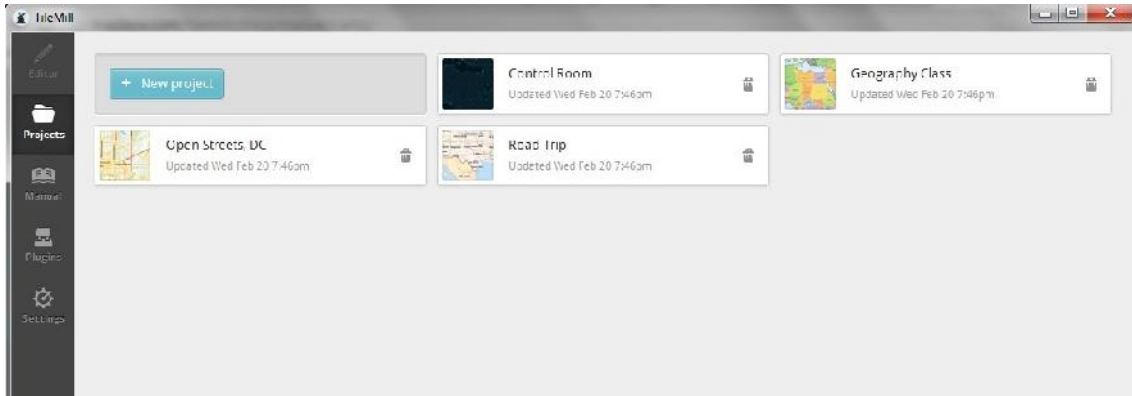 TileMill
Editor
Projects
Manual
Plugins
Settings
+ New project
Control Room
Updated Wed Feb 20 7:46pm
Geography Class
Updated Wed Feb 20 7:46pm
Open Streets, DC
Updated Wed Feb 20 7:46pm
Road Trip
Updated Wed Feb 20 7:46pm